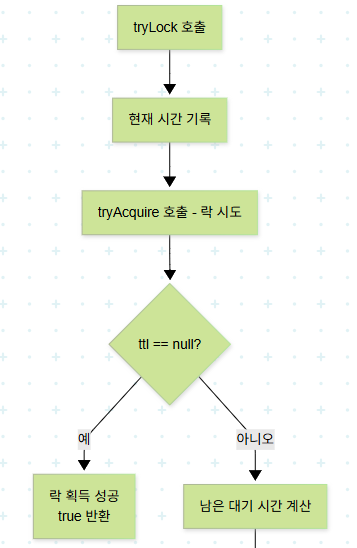 tryLock 호출
현재 시간 기록
tryAcquire 호출 - 락 시도
ttl == null?
예
아니오
락 획득 성공
true 반환
남은 대기 시간 계산